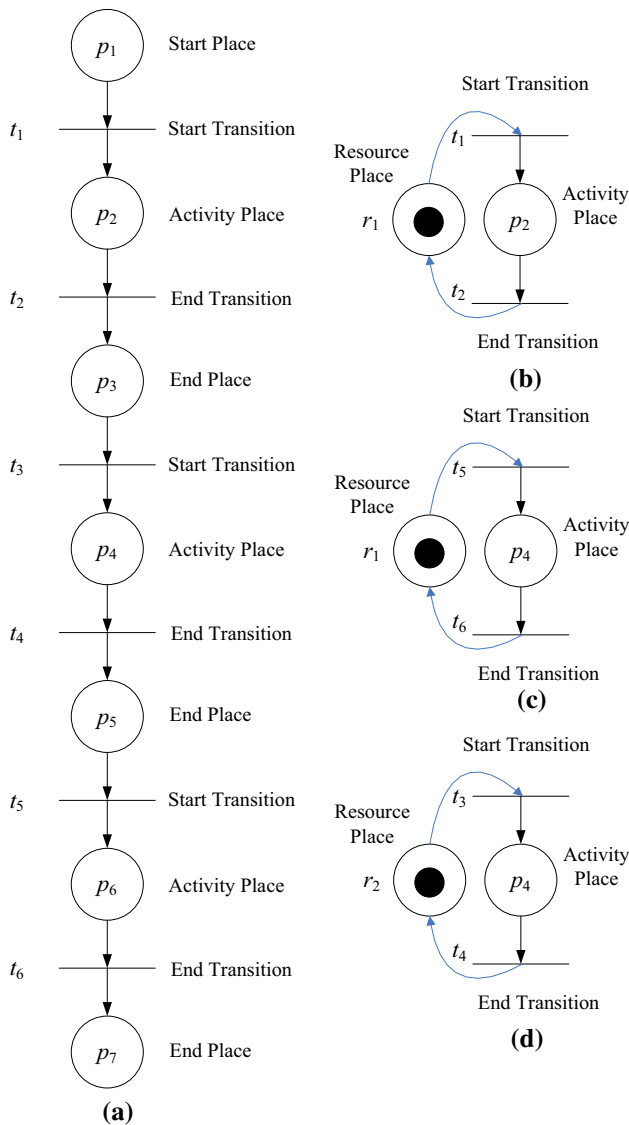 p1 Start Place
t1 Start Transition
p2 Activity Place
t2 End Transition
p3 End Place
t3 Start Transition
p4 Activity Place
t4 End Transition
p5 End Place
t5 Start Transition
p6 Activity Place
t6 End Transition
p7 End Place
(a)
Start Transition
t1
Resource
Place
Activity
Place
r1
p2
t2
End Transition
(b)
Start Transition
t5
Resource
Place
Activity
Place
r1
p4
t6
End Transition
(c)
Start Transition
t3
Resource
Place
Activity
Place
r2
p4
t4
End Transition
(d)